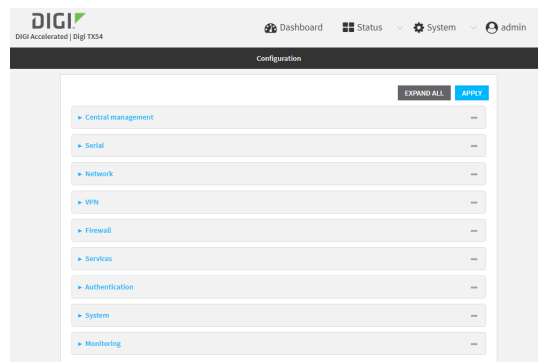 DIGI
Dashboard Status System admin
DIGI Accelerated | Digi TX54
Configuration
EXPAND ALL APPLY
Central management
Serial
Network
VPN
Firewall
Services
Authentication
System
Monitoring